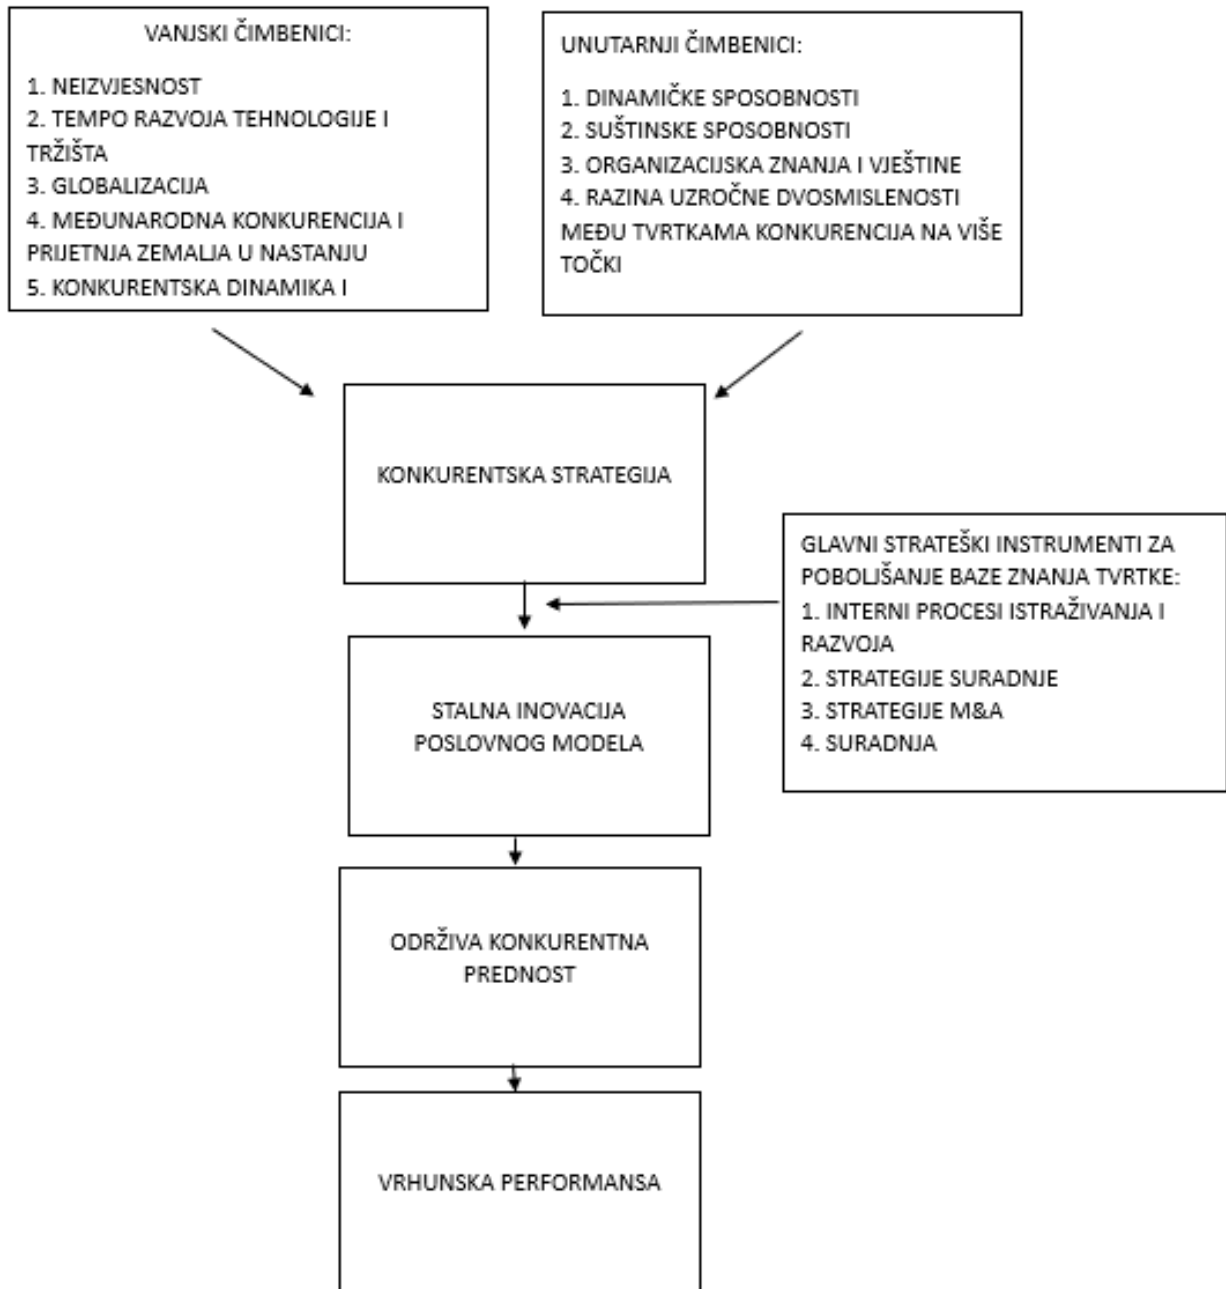 VANJSKI ČIMBENICI:
1. NEIZVJESNOST
2. TEMPO RAZVOJA TEHNOLOGIJE I
TRŽIŠTA
3. GLOBALIZACIJA
4. MEĐUNARODNA KONKURENCIJA I
PRIJETNJA ZEMALJA U NASTANJU
5. KONKURENTSKA DINAMIKA I
UNUTARNJI ČIMBENICI:
1. DINAMIČKE SPOSOBNOSTI
2. SUŠTINSKE SPOSOBNOSTI
3. ORGANIZACIJSKA ZNANJA I VJEŠTINE
4. RAZINA UZROČNE DVOSMISLENOSTI
MEĐU TVRTKAMA KONKURENCIJA NA VIŠE
TOČKI
KONKURENTSKA STRATEGIJA
GLAVNI STRATEŠKI INSTRUMENTI ZA
POBOLJŠANJE BAZE ZNANJA TVRTKE:
1. INTERNI PROCESI ISTRAŽIVANJA I
RAZVOJA
2. STRATEGIJE SURADNJE
3. STRATEGIJE M&A
4. SURADNJA
STALNA INOVACIJA
POSLOVNOG MODELA
ODRŽIVA KONKURENTNA
PREDNOST
VRHUNSKA PERFORMANSA